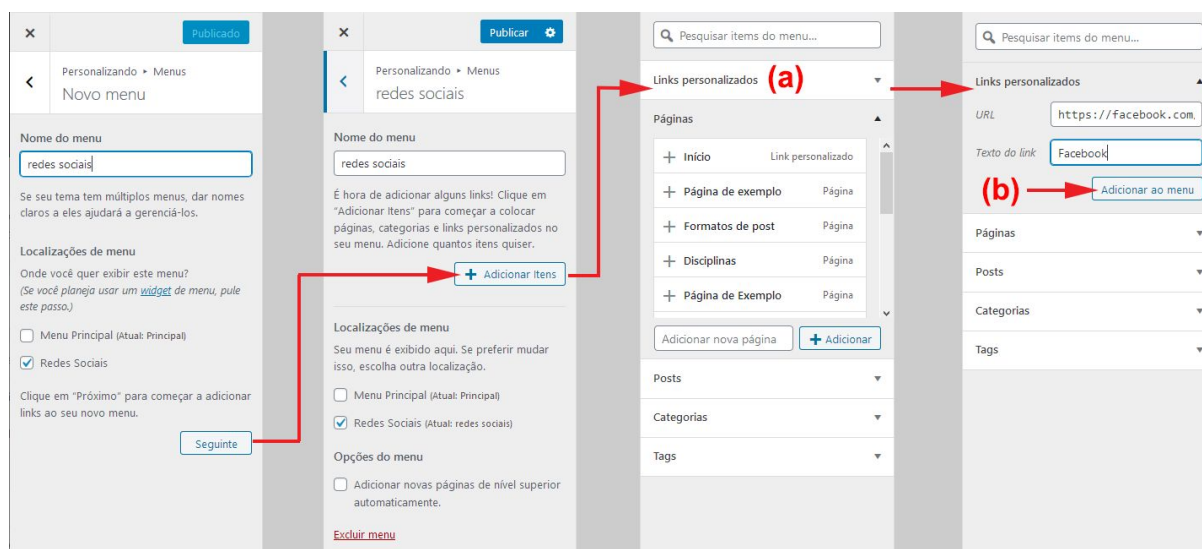 Publicado
Personalizando ▸ Menus
Novo menu
Nome do menu
redes sociais
Se seu tema tem múltiplos menus, dar nomes
claros a eles ajudará a gerenciá-los.
Localizações de menu
Onde você quer exibir este menu?
(Se você planeja usar um widget de menu, pule
este passo.)
Menu Principal (Atual: Principal)
Redes Sociais
Clique em “Próximo” para começar a adicionar
links ao seu novo menu.
Seguinte
Publicar
Personalizando ▸ Menus
redes sociais
Nome do menu
redes sociais
É hora de adicionar alguns links! Clique em
“Adicionar Itens” para começar a colocar
páginas, categorias e links personalizados no
seu menu. Adicione quantos itens quiser.
+ Adicionar Itens
Localizações de menu
Seu menu é exibido aqui. Se preferir mudar
isso, escolha outra localização.
Menu Principal (Atual: Principal)
Redes Sociais (Atual: redes sociais)
Opções do menu
Adicionar novas páginas de nível superior
automaticamente.
Excluir menu
Pesquisar items do menu...
Links personalizados (a)
Páginas
+ Início Link personalizado
+ Página de exemplo Página
+ Formatos de post Página
+ Disciplinas Página
+ Página de Exemplo Página
Adicionar nova página + Adicionar
Posts
Categorias
Tags
Pesquisar items do menu...
Links personalizados
URL https://facebook.com,
Texto do link Facebook
(b) Adicionar ao menu
Páginas
Posts
Categorias
Tags